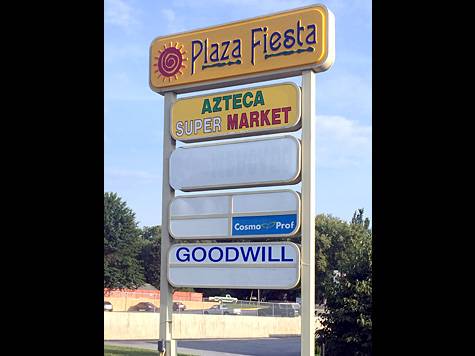 Plaza Fiesta
AZTECA
SUPER MARKET
CosmoProf
GOODWILL